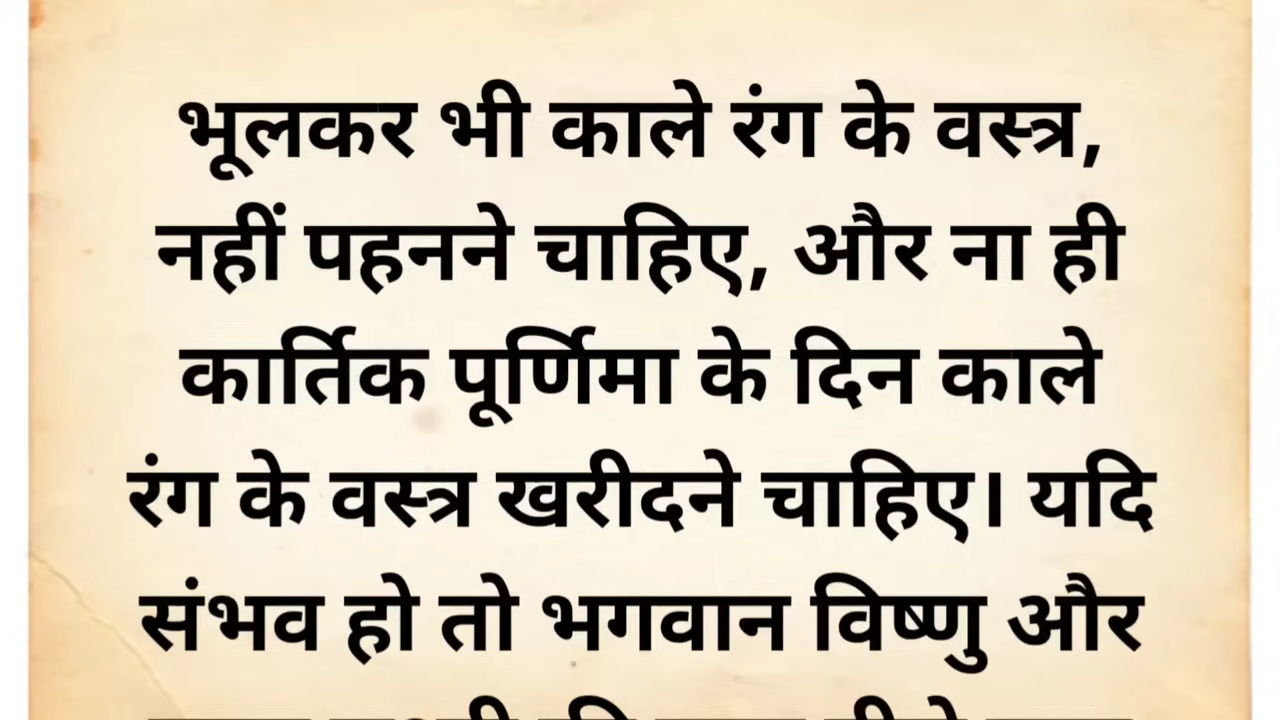 भूलकर भी काले रंग के वस्त्र,
नहीं पहनने चाहिए, और ना ही
कार्तिक पूर्णिमा के दिन काले
रंग के वस्त्र खरीदने चाहिए। यदि
संभव हो तो भगवान विष्णु और